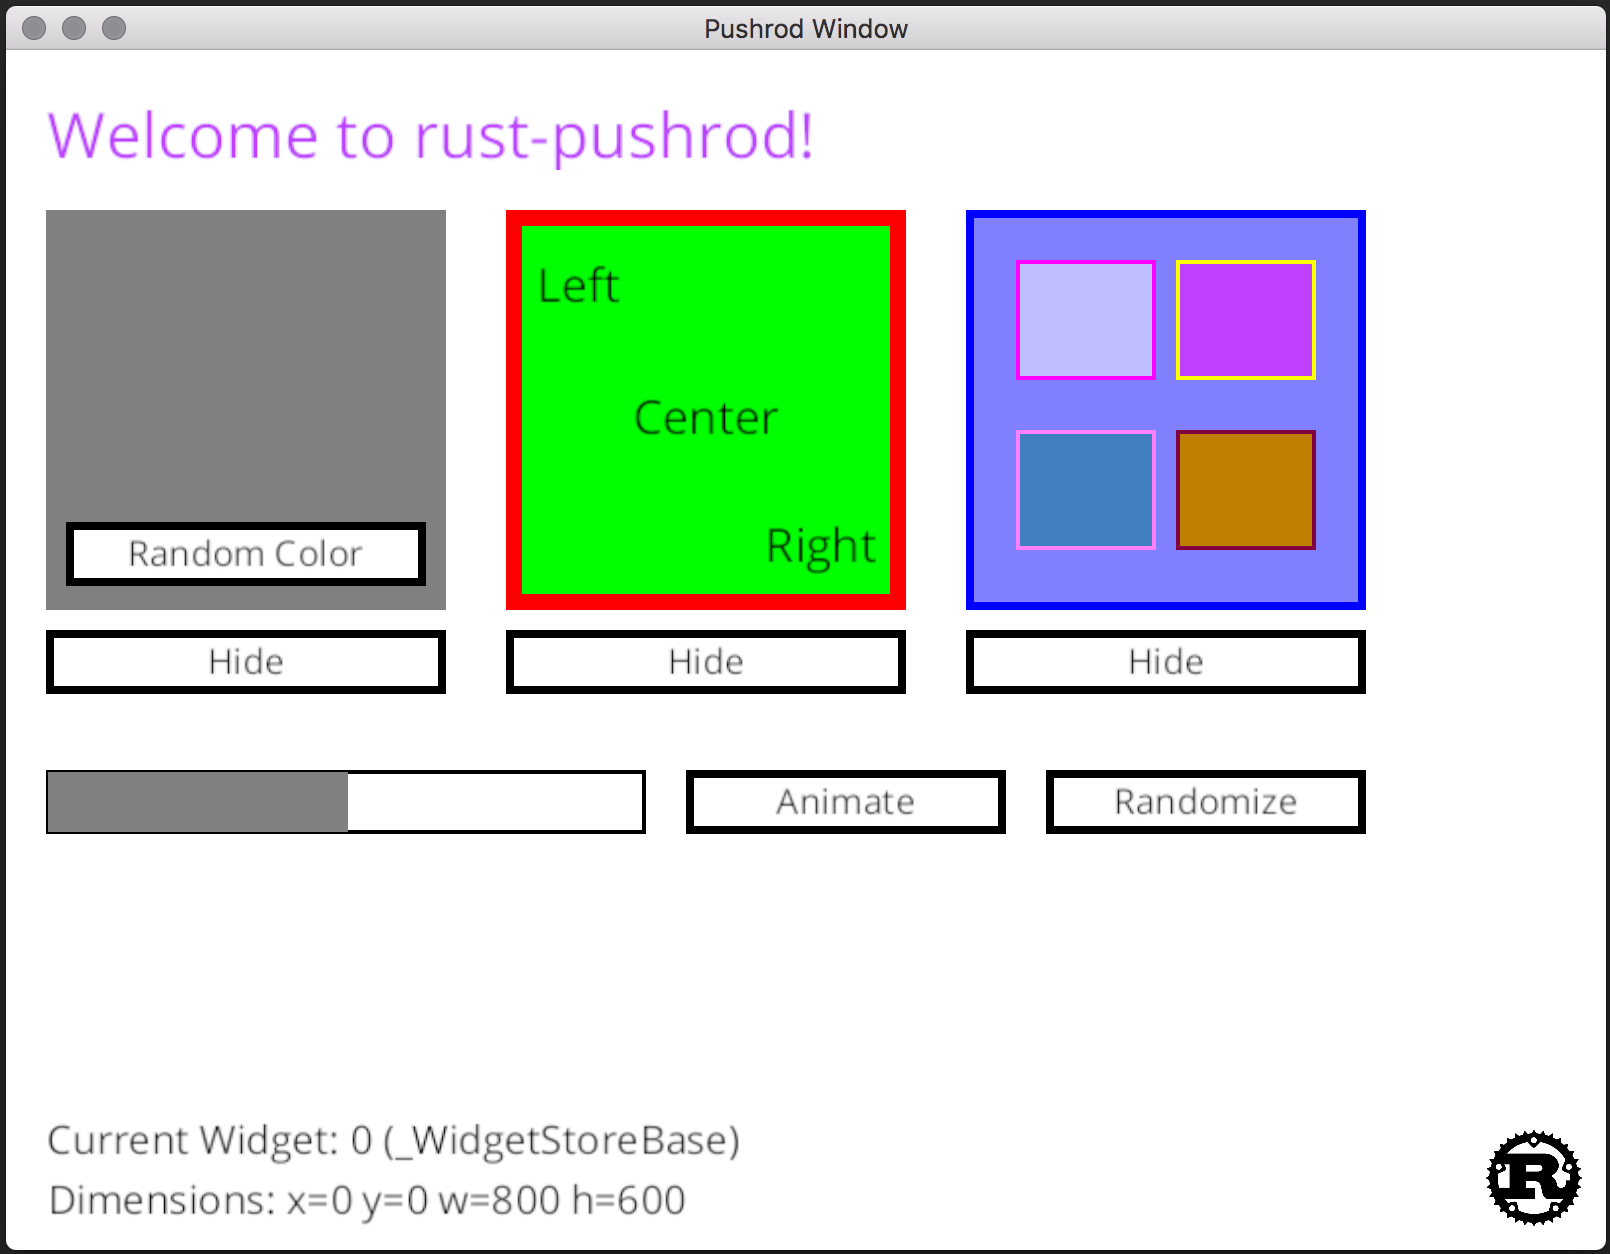 Pushrod Window
Welcome to rust-pushrod!
Left
Center
Right
Random Color
Hide
Hide
Hide
Animate
Randomize
Current Widget: 0 (_WidgetStoreBase)
Dimensions: x=0 y=0 w=800 h=600
R